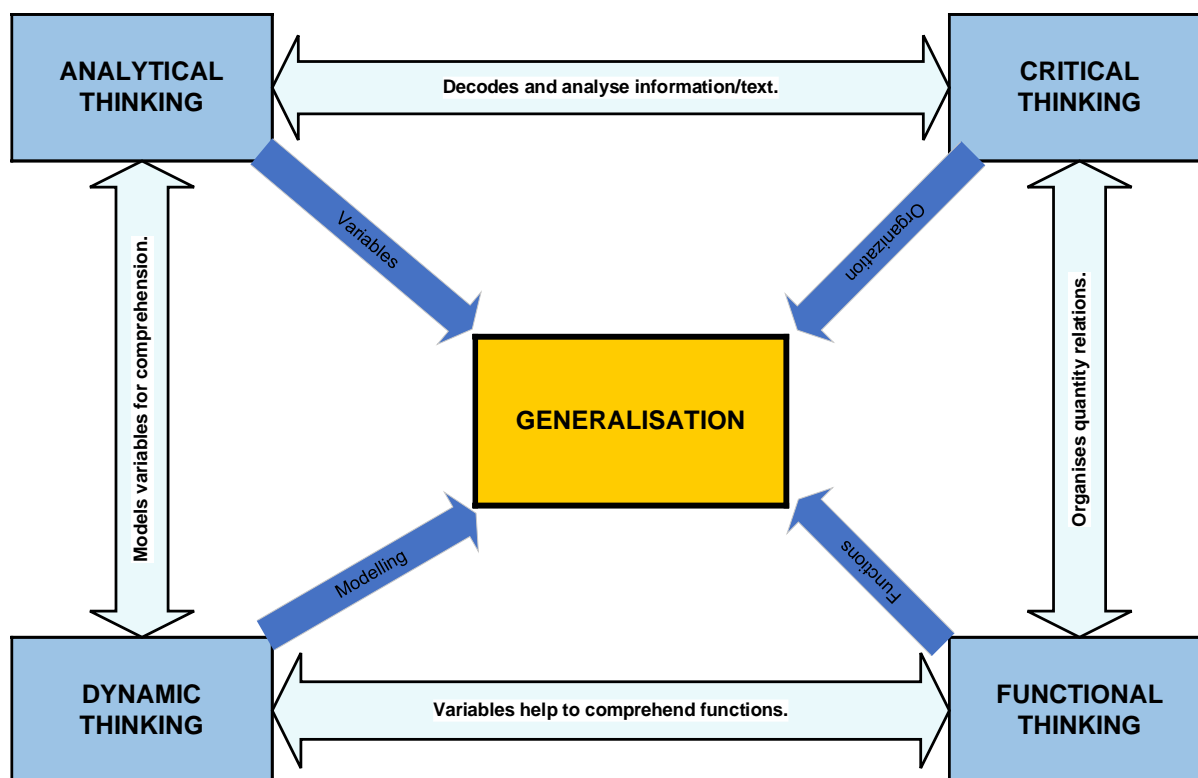 ANALYTICAL
THINKING
Decodes and analyse information/text.
CRITICAL
THINKING
Variables
Organization
Models variables for comprehension.
GENERALISATION
Organises quantity relations.
Modelling
Functions
DYNAMIC
THINKING
Variables help to comprehend functions.
FUNCTIONAL
THINKING